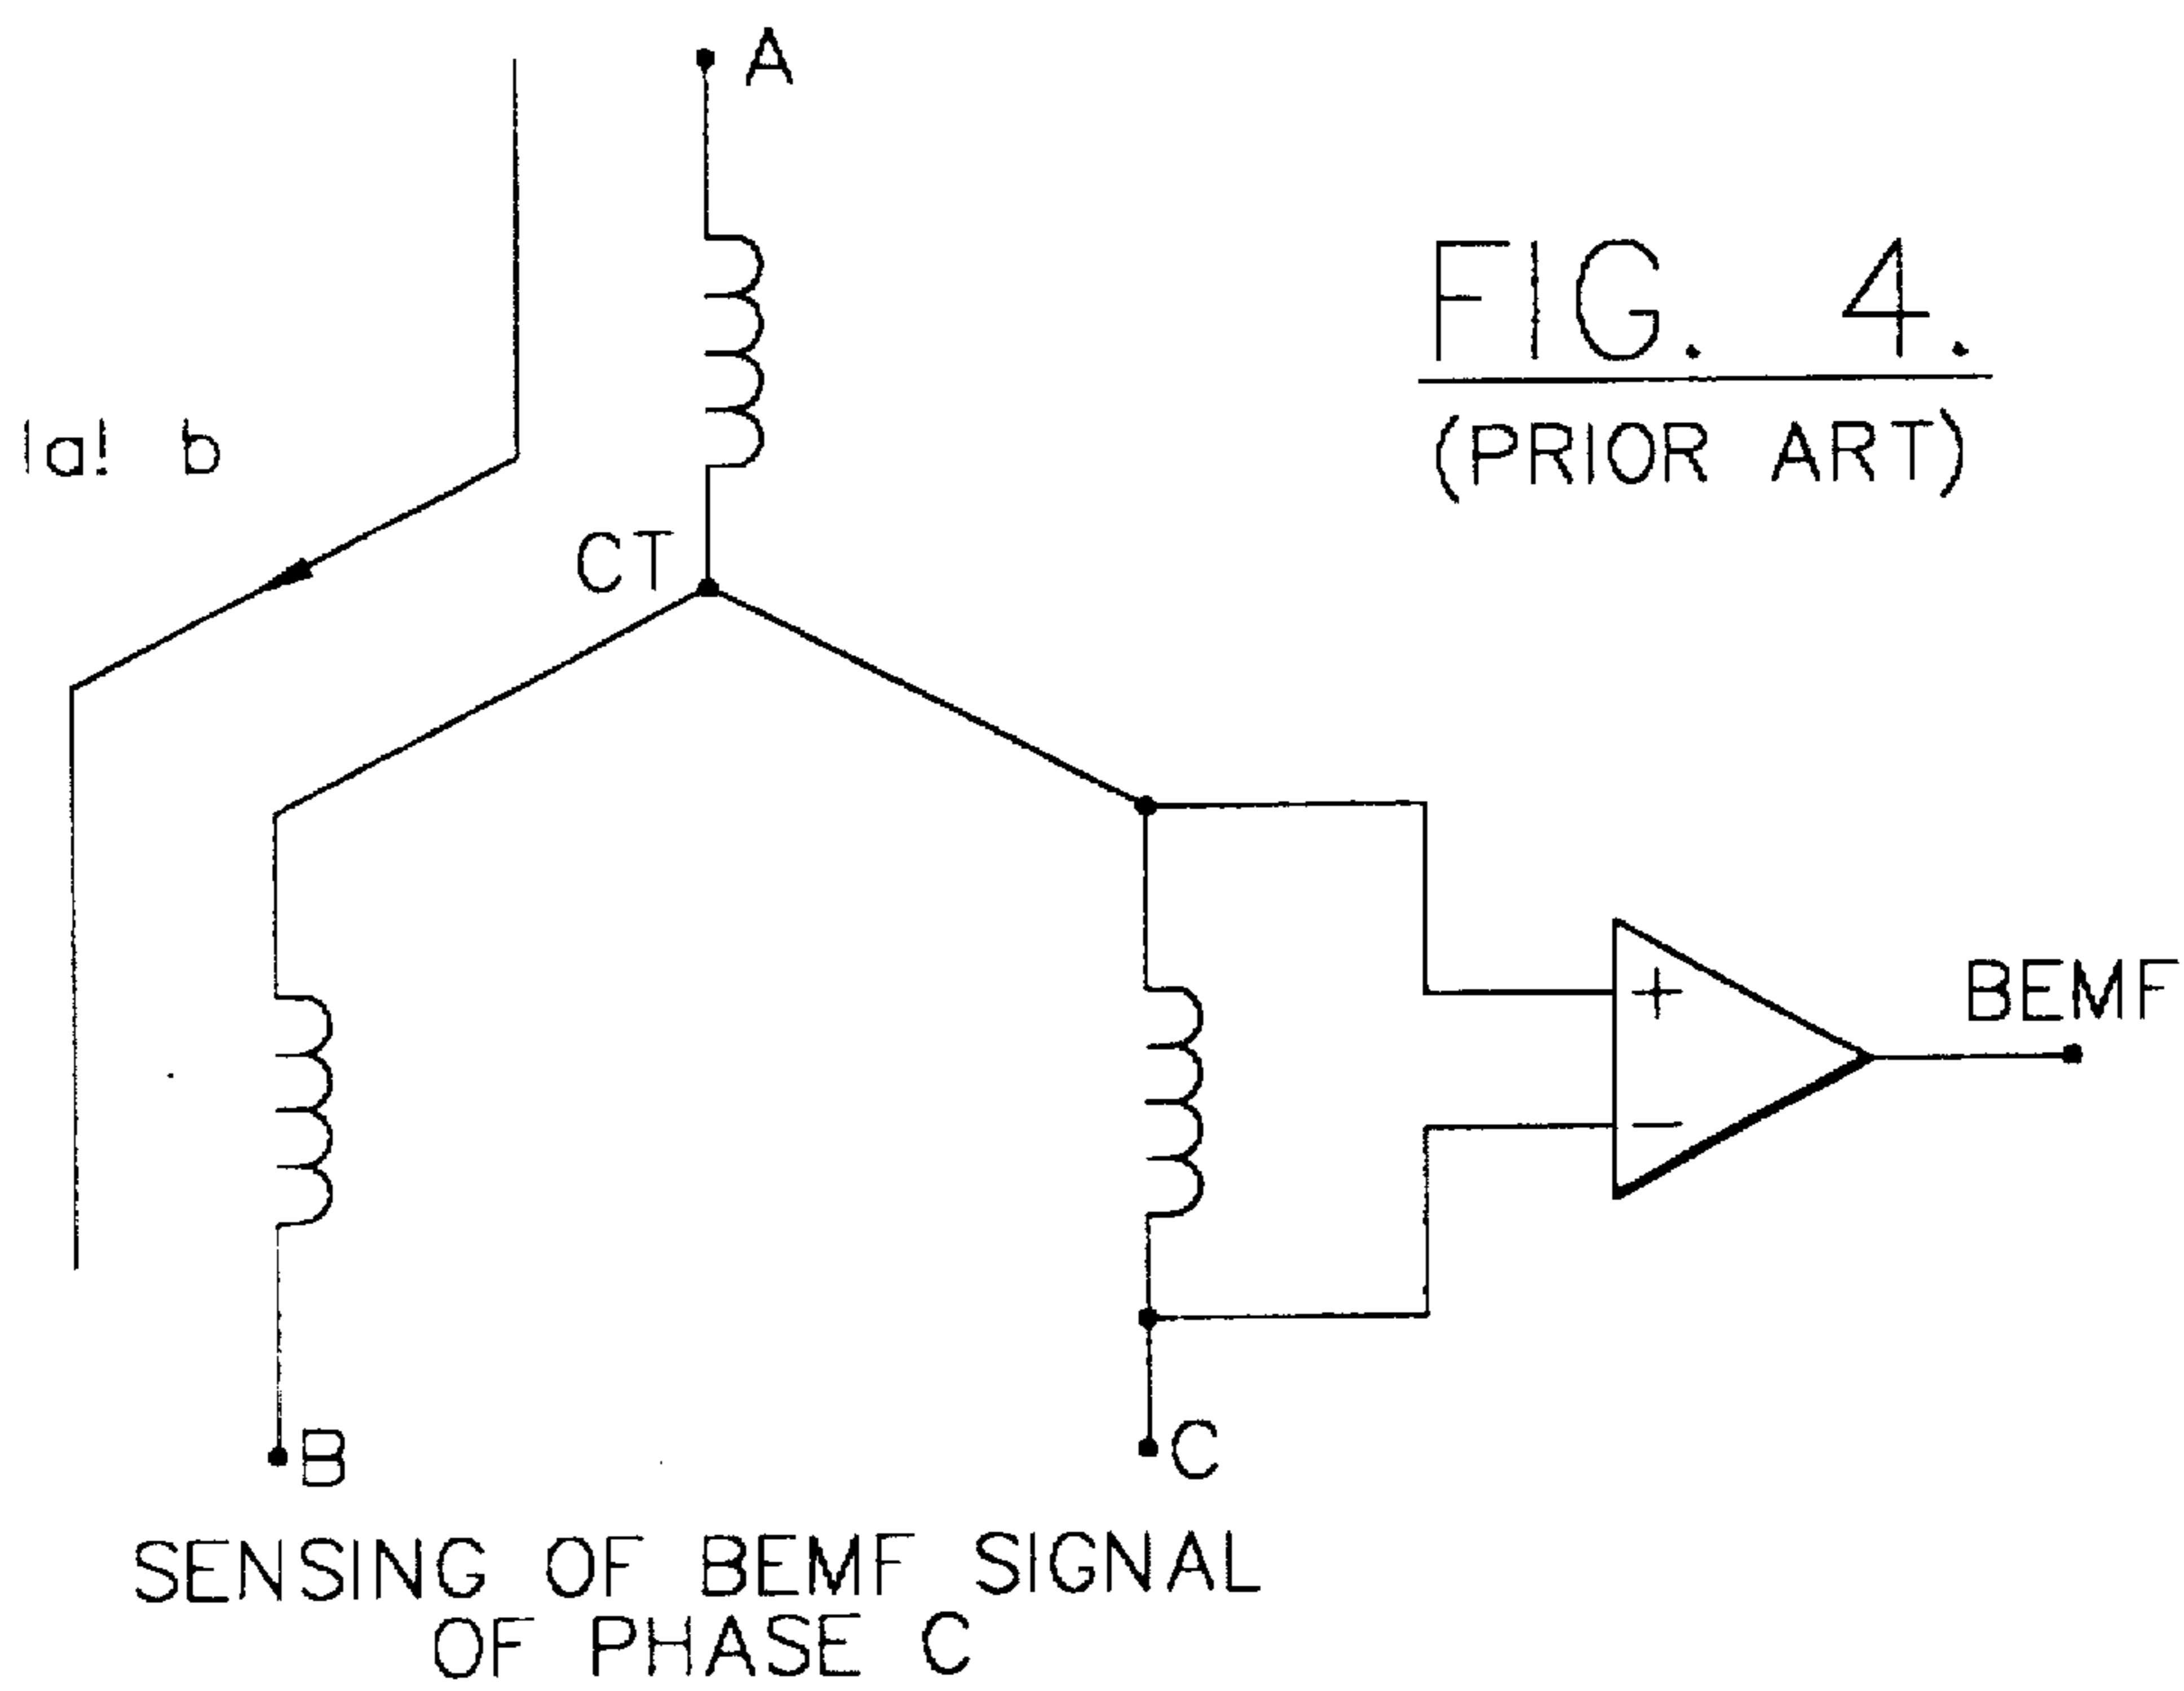 A
FIG. 4.
(PRIOR ART)
Ia! b
CT
+
BEMF
−
B
C
SENSING OF BEMF SIGNAL
OF PHASE C